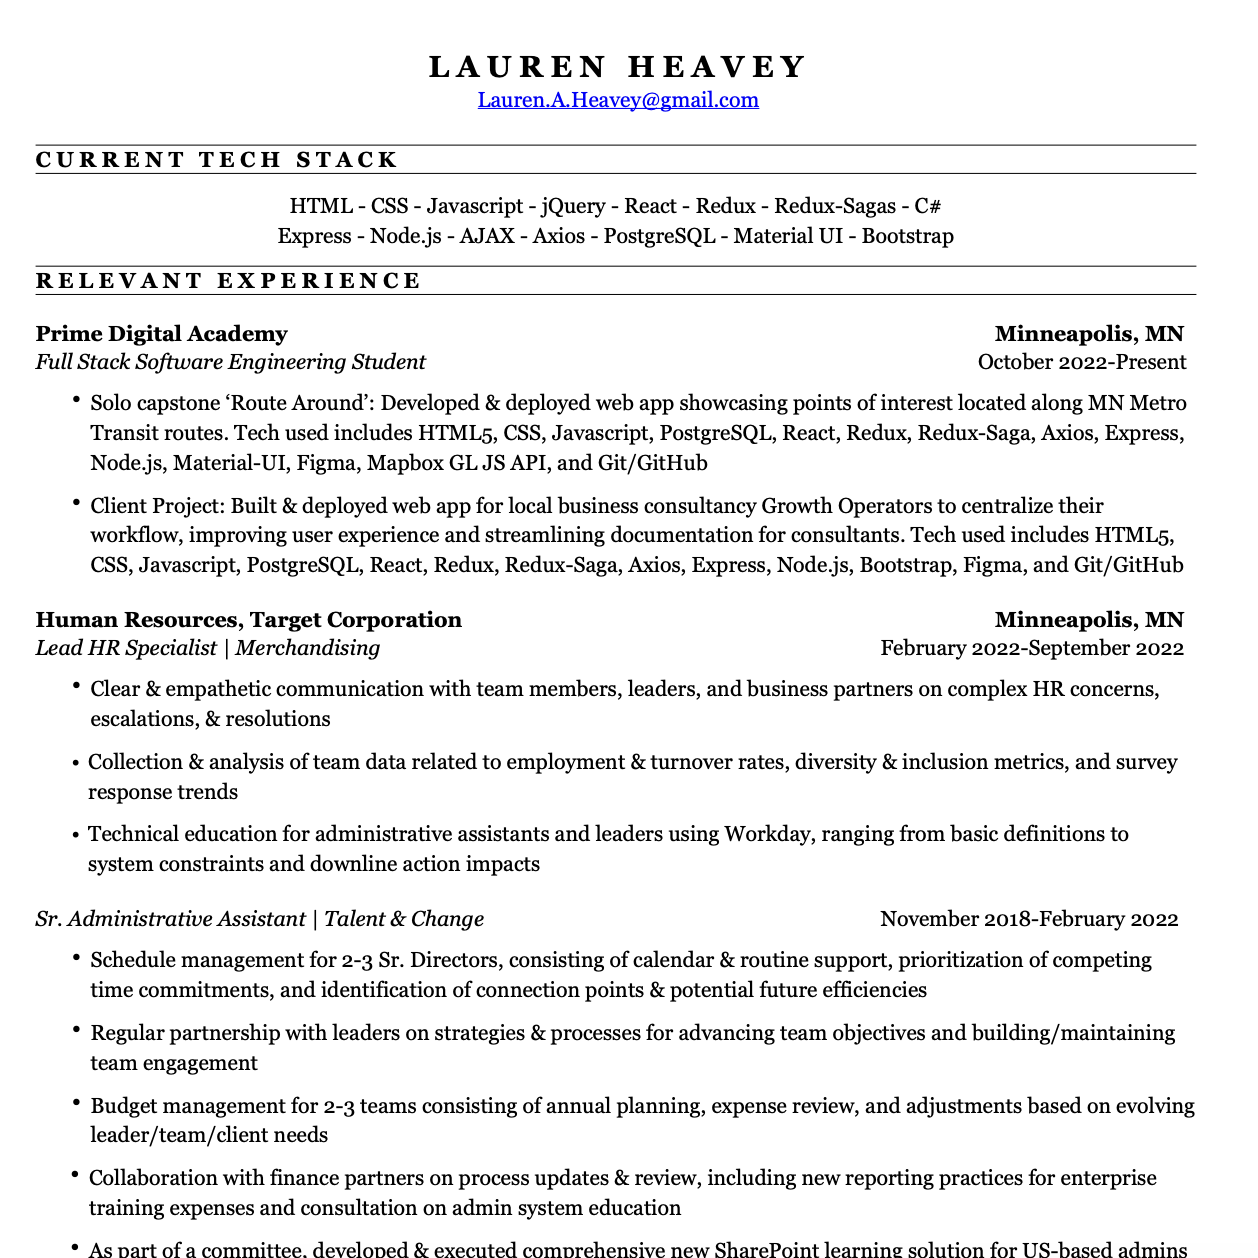 LAUREN HEAVEY
Lauren.A.Heavey@gmail.com
CURRENT TECH STACK
HTML - CSS - Javascript - jQuery - React - Redux - Redux-Sagas - C#
Express - Node.js - AJAX - Axios - PostgreSQL - Material UI - Bootstrap
RELEVANT EXPERIENCE
Prime Digital Academy Minneapolis, MN
Full Stack Software Engineering Student October 2022-Present
• Solo capstone ‘Route Around’: Developed & deployed web app showcasing points of interest located along MN Metro
Transit routes. Tech used includes HTML5, CSS, Javascript, PostgreSQL, React, Redux, Redux-Saga, Axios, Express,
Node.js, Material-UI, Figma, Mapbox GL JS API, and Git/GitHub
• Client Project: Built & deployed web app for local business consultancy Growth Operators to centralize their
workflow, improving user experience and streamlining documentation for consultants. Tech used includes HTML5,
CSS, Javascript, PostgreSQL, React, Redux, Redux-Saga, Axios, Express, Node.js, Bootstrap, Figma, and Git/GitHub
Human Resources, Target Corporation Minneapolis, MN
Lead HR Specialist | Merchandising February 2022-September 2022
• Clear & empathetic communication with team members, leaders, and business partners on complex HR concerns,
escalations, & resolutions
• Collection & analysis of team data related to employment & turnover rates, diversity & inclusion metrics, and survey
response trends
• Technical education for administrative assistants and leaders using Workday, ranging from basic definitions to
system constraints and downline action impacts
Sr. Administrative Assistant | Talent & Change November 2018-February 2022
• Schedule management for 2-3 Sr. Directors, consisting of calendar & routine support, prioritization of competing
time commitments, and identification of connection points & potential future efficiencies
• Regular partnership with leaders on strategies & processes for advancing team objectives and building/maintaining
team engagement
• Budget management for 2-3 teams consisting of annual planning, expense review, and adjustments based on evolving
leader/team/client needs
• Collaboration with finance partners on process updates & review, including new reporting practices for enterprise
training expenses and consultation on admin system education
• As part of a committee, developed & executed comprehensive new SharePoint learning solution for US-based admins